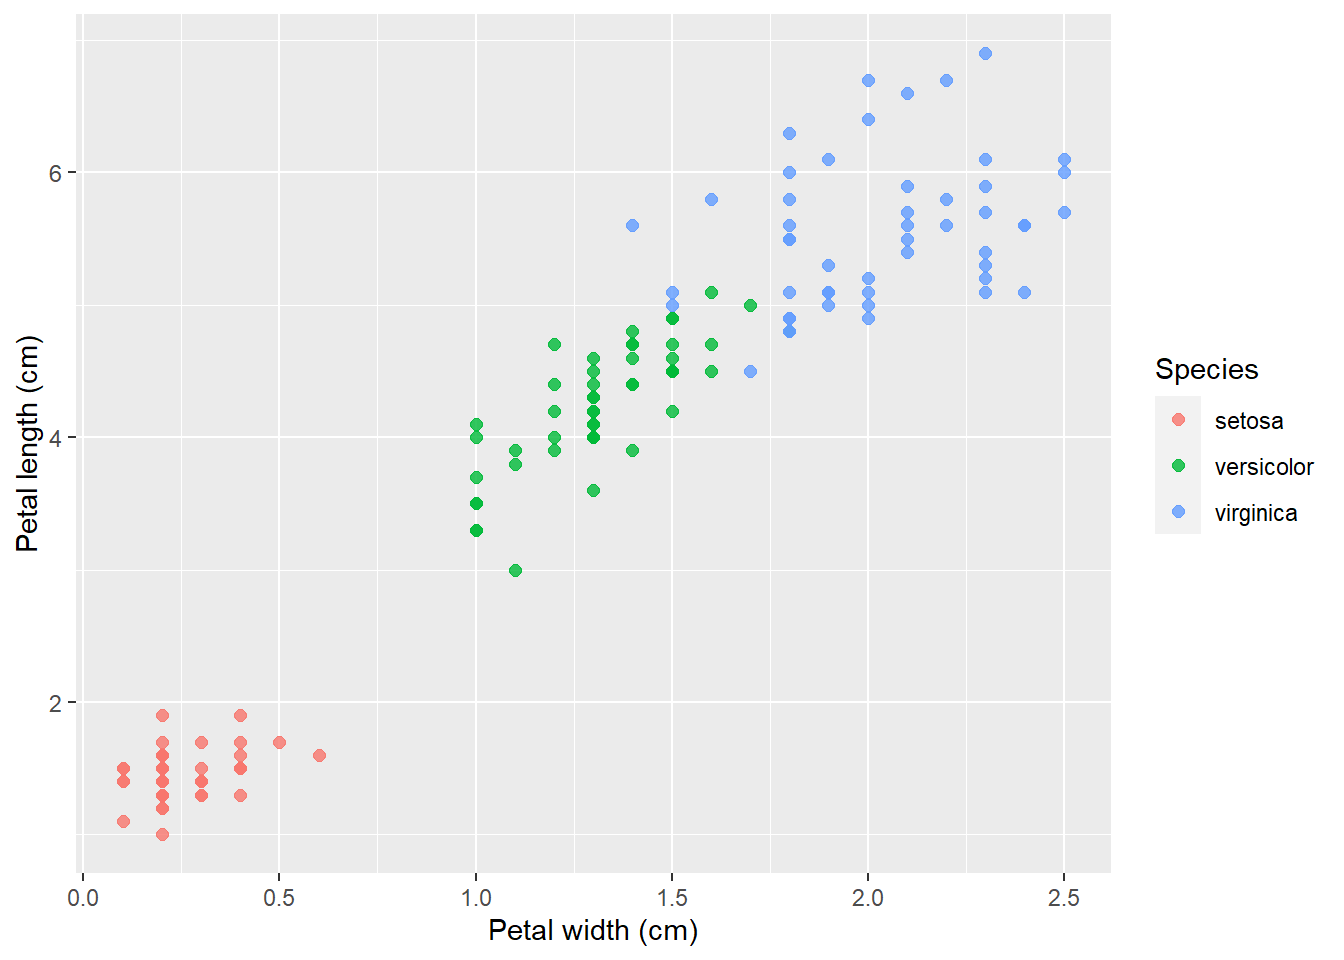 6
4
2
Petal length (cm)
0.0 0.5 1.0 1.5 2.0 2.5
Petal width (cm)
Species
setosa
versicolor
virginica